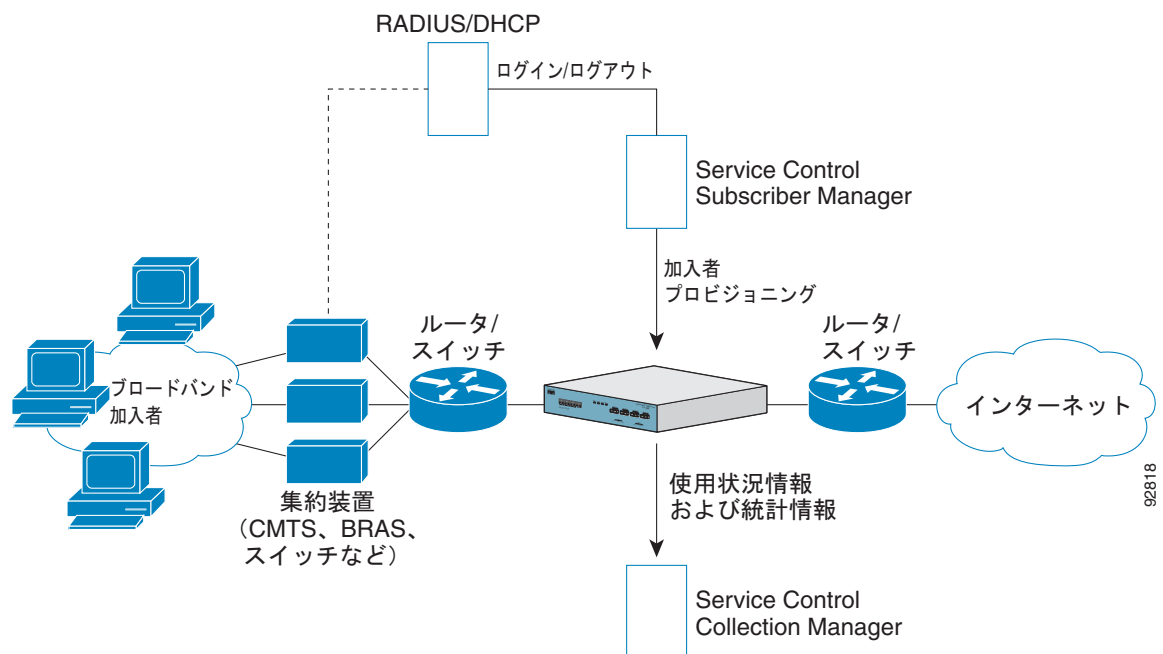 RADIUS/DHCP
ログイン/ログアウト
Service Control
Subscriber Manager
加入者
プロビジョニング
ルータ/
スイッチ
ルータ/
スイッチ
ブロードバンド
加入者
インターネット
集約装置
（CMTS、BRAS、
スイッチなど）
使用状況情報
および統計情報
92818
Service Control
Collection Manager